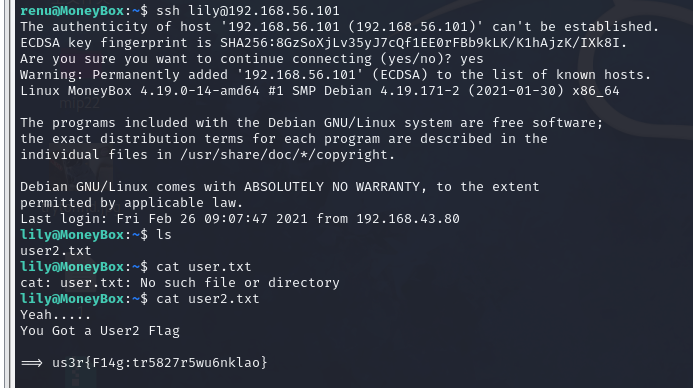 renu@MoneyBox:~$ ssh lily@192.168.56.101
The authenticity of host '192.168.56.101 (192.168.56.101)' can't be established.
ECDSA key fingerprint is SHA256:8GzSoXjLv35yJ7cQf1EE0rFBb9kLK/K1hAjzK/IXk8I.
Are you sure you want to continue connecting (yes/no)? yes
Warning: Permanently added '192.168.56.101' (ECDSA) to the list of known hosts.
Linux MoneyBox 4.19.0-14-amd64 #1 SMP Debian 4.19.171-2 (2021-01-30) x86_64
The programs included with the Debian GNU/Linux system are free software;
the exact distribution terms for each program are described in the
individual files in /usr/share/doc/*/copyright.
Debian GNU/Linux comes with ABSOLUTELY NO WARRANTY, to the extent
permitted by applicable law.
Last login: Fri Feb 26 09:07:47 2021 from 192.168.43.80
lily@MoneyBox:~$ ls
user2.txt
lily@MoneyBox:~$ cat user.txt
cat: user.txt: No such file or directory
lily@MoneyBox:~$ cat user2.txt
Yeah.....
You Got a User2 Flag
==> us3r{F14g:tr5827r5wu6nklao}